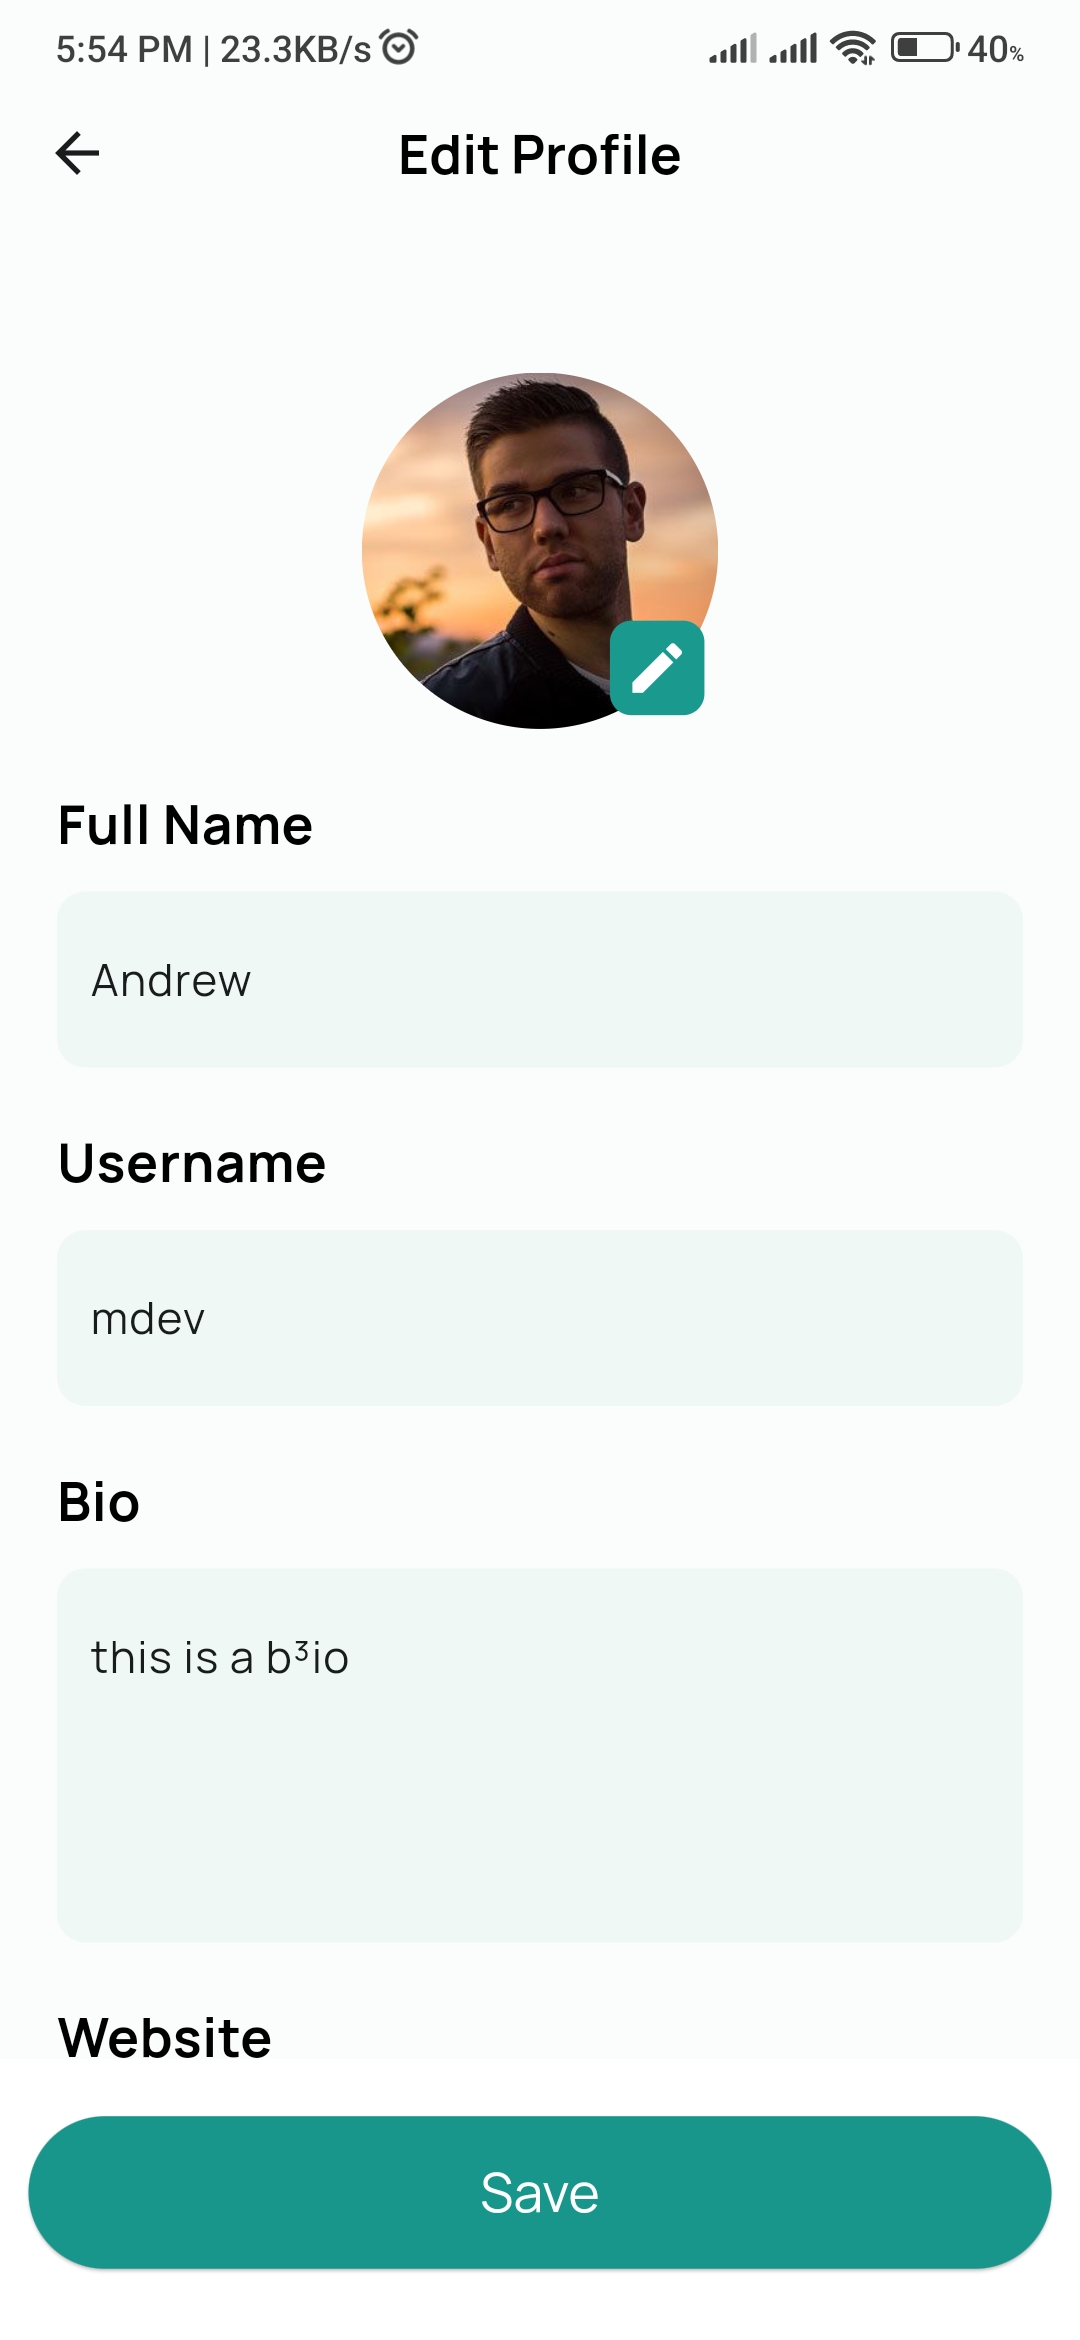 5:54 PM | 23.3KB/s 40%
Edit Profile
Full Name
Andrew
Username
mdev
Bio
this is a b³io
Website
Save